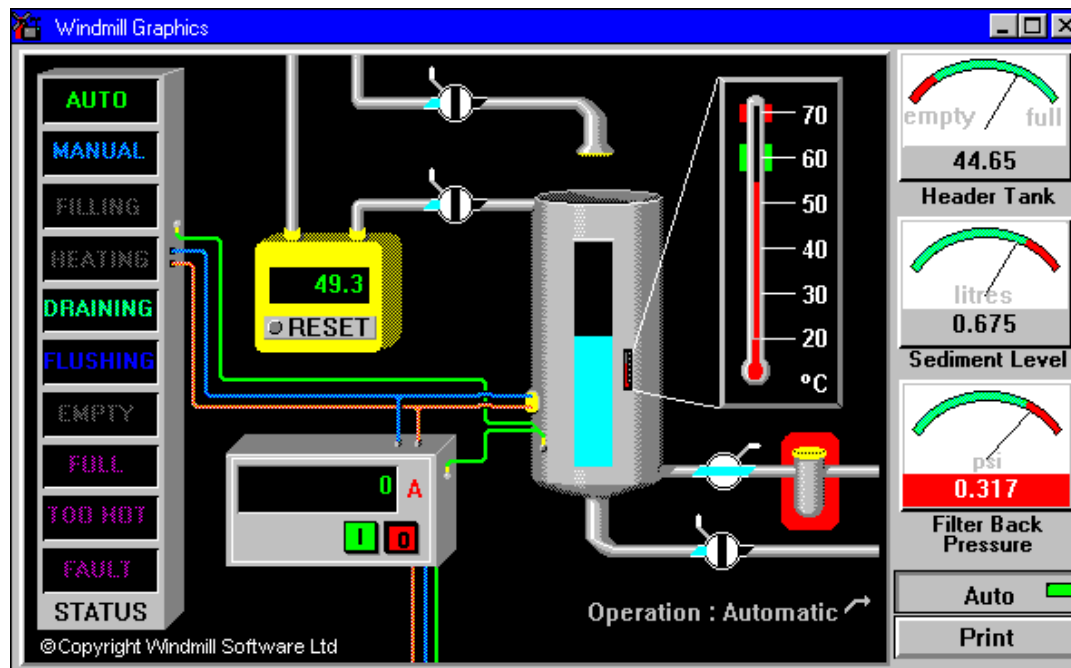 Windmill Graphics
AUTO
MANUAL
FILLING
HEATING
DRAINING
FLUSHING
EMPTY
FULL
TOO HOT
FAULT
STATUS
©Copyright Windmill Software Ltd
49.3
RESET
0 A
I 0
70
60
50
40
30
20
ºC
Operation : Automatic
empty full
44.65
Header Tank
litres
0.675
Sediment Level
psi
0.317
Filter Back
Pressure
Auto
Print